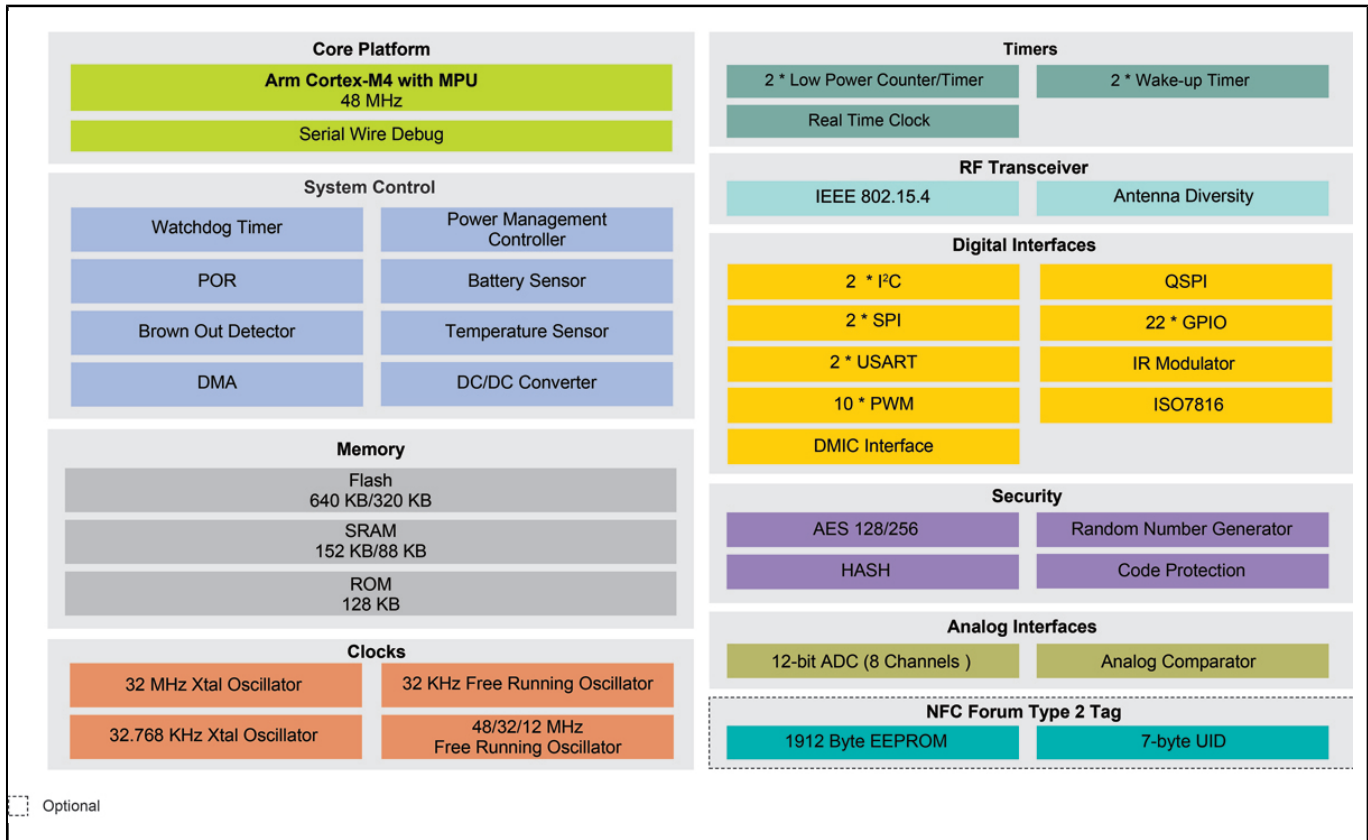 Core Platform
Arm Cortex-M4 with MPU
48 MHz
Serial Wire Debug
System Control
Watchdog Timer
Power Management
Controller
POR
Battery Sensor
Brown Out Detector
Temperature Sensor
DMA
DC/DC Converter
Memory
Flash
640 KB/320 KB
SRAM
152 KB/88 KB
ROM
128 KB
Clocks
32 MHz Xtal Oscillator
32 KHz Free Running Oscillator
32.768 KHz Xtal Oscillator
48/32/12 MHz
Free Running Oscillator
Timers
2 * Low Power Counter/Timer
2 * Wake-up Timer
Real Time Clock
RF Transceiver
IEEE 802.15.4
Antenna Diversity
Digital Interfaces
2 * I²C
QSPI
2 * SPI
22 * GPIO
2 * USART
IR Modulator
10 * PWM
ISO7816
DMIC Interface
Security
AES 128/256
Random Number Generator
HASH
Code Protection
Analog Interfaces
12-bit ADC (8 Channels )
Analog Comparator
NFC Forum Type 2 Tag
1912 Byte EEPROM
7-byte UID
Optional